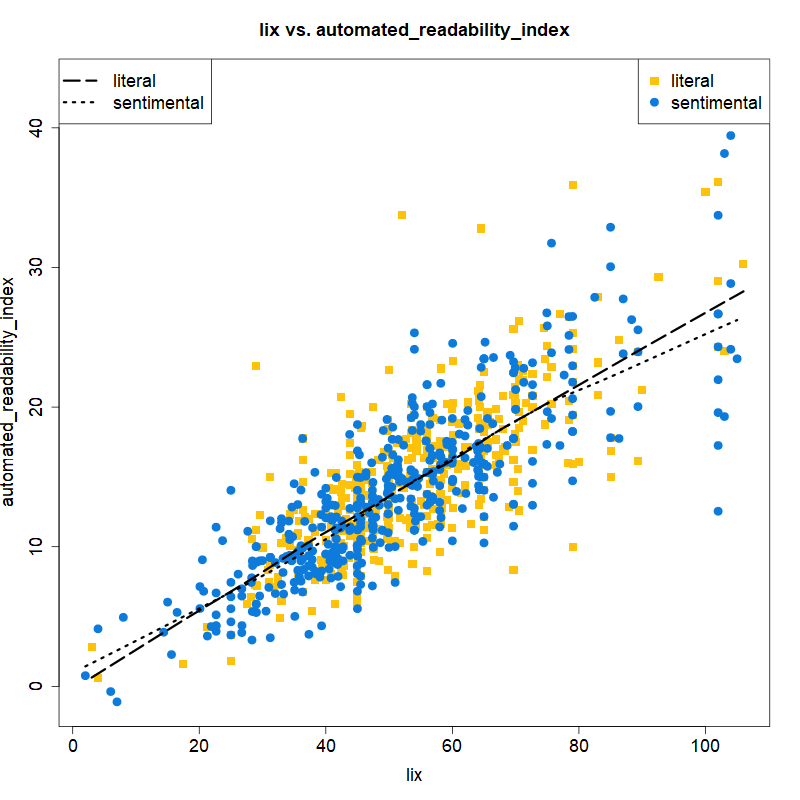 lix vs. automated_readability_index
literal
sentimental
literal
sentimental
automated_readability_index
40
30
20
10
0
0 20 40 60 80 100
lix